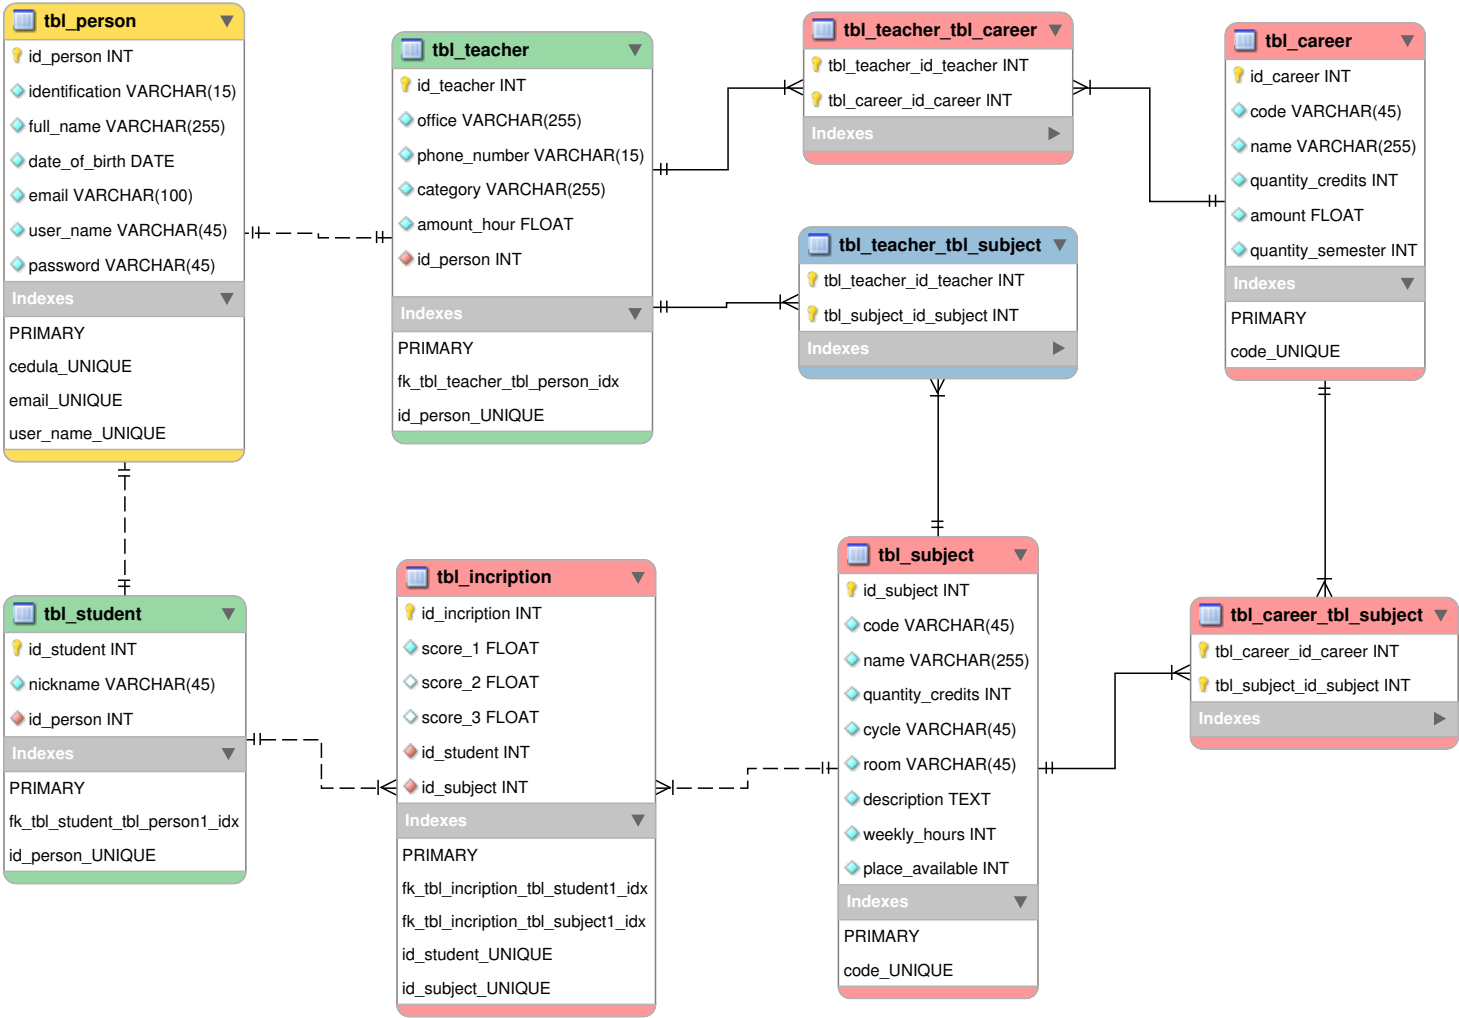 tbl_person
id_person INT
identification VARCHAR(15)
full_name VARCHAR(255)
date_of_birth DATE
email VARCHAR(100)
user_name VARCHAR(45)
password VARCHAR(45)
Indexes
PRIMARY
cedula_UNIQUE
email_UNIQUE
user_name_UNIQUE
tbl_teacher
id_teacher INT
office VARCHAR(255)
phone_number VARCHAR(15)
category VARCHAR(255)
amount_hour FLOAT
id_person INT
Indexes
PRIMARY
fk_tbl_teacher_tbl_person_idx
id_person_UNIQUE
tbl_teacher_tbl_career
tbl_teacher_id_teacher INT
tbl_career_id_career INT
Indexes
tbl_career
id_career INT
code VARCHAR(45)
name VARCHAR(255)
quantity_credits INT
amount FLOAT
quantity_semester INT
Indexes
PRIMARY
code_UNIQUE
tbl_teacher_tbl_subject
tbl_teacher_id_teacher INT
tbl_subject_id_subject INT
Indexes
tbl_student
id_student INT
nickname VARCHAR(45)
id_person INT
Indexes
PRIMARY
fk_tbl_student_tbl_person1_idx
id_person_UNIQUE
tbl_incription
id_incription INT
score_1 FLOAT
score_2 FLOAT
score_3 FLOAT
id_student INT
id_subject INT
Indexes
PRIMARY
fk_tbl_incription_tbl_student1_idx
fk_tbl_incription_tbl_subject1_idx
id_student_UNIQUE
id_subject_UNIQUE
tbl_subject
id_subject INT
code VARCHAR(45)
name VARCHAR(255)
quantity_credits INT
cycle VARCHAR(45)
room VARCHAR(45)
description TEXT
weekly_hours INT
place_available INT
Indexes
PRIMARY
code_UNIQUE
tbl_career_tbl_subject
tbl_career_id_career INT
tbl_subject_id_subject INT
Indexes